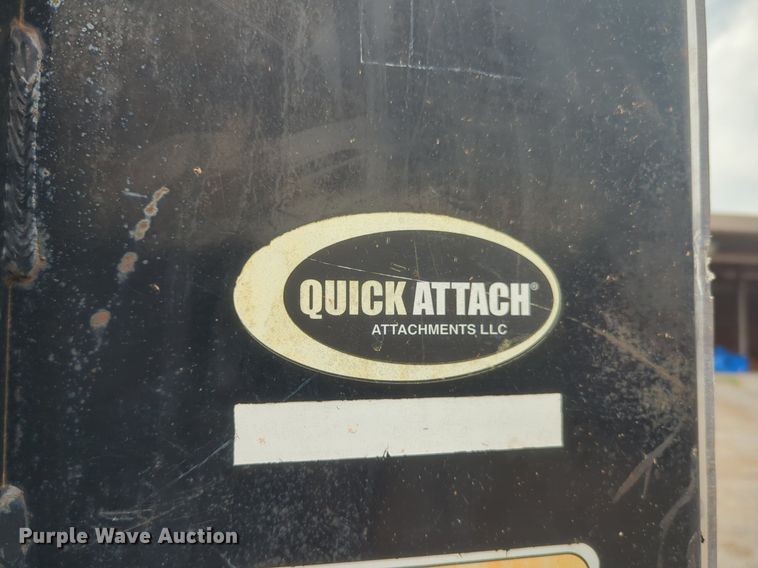 QUICK ATTACH®
ATTACHMENTS LLC
Purple Wave Auction